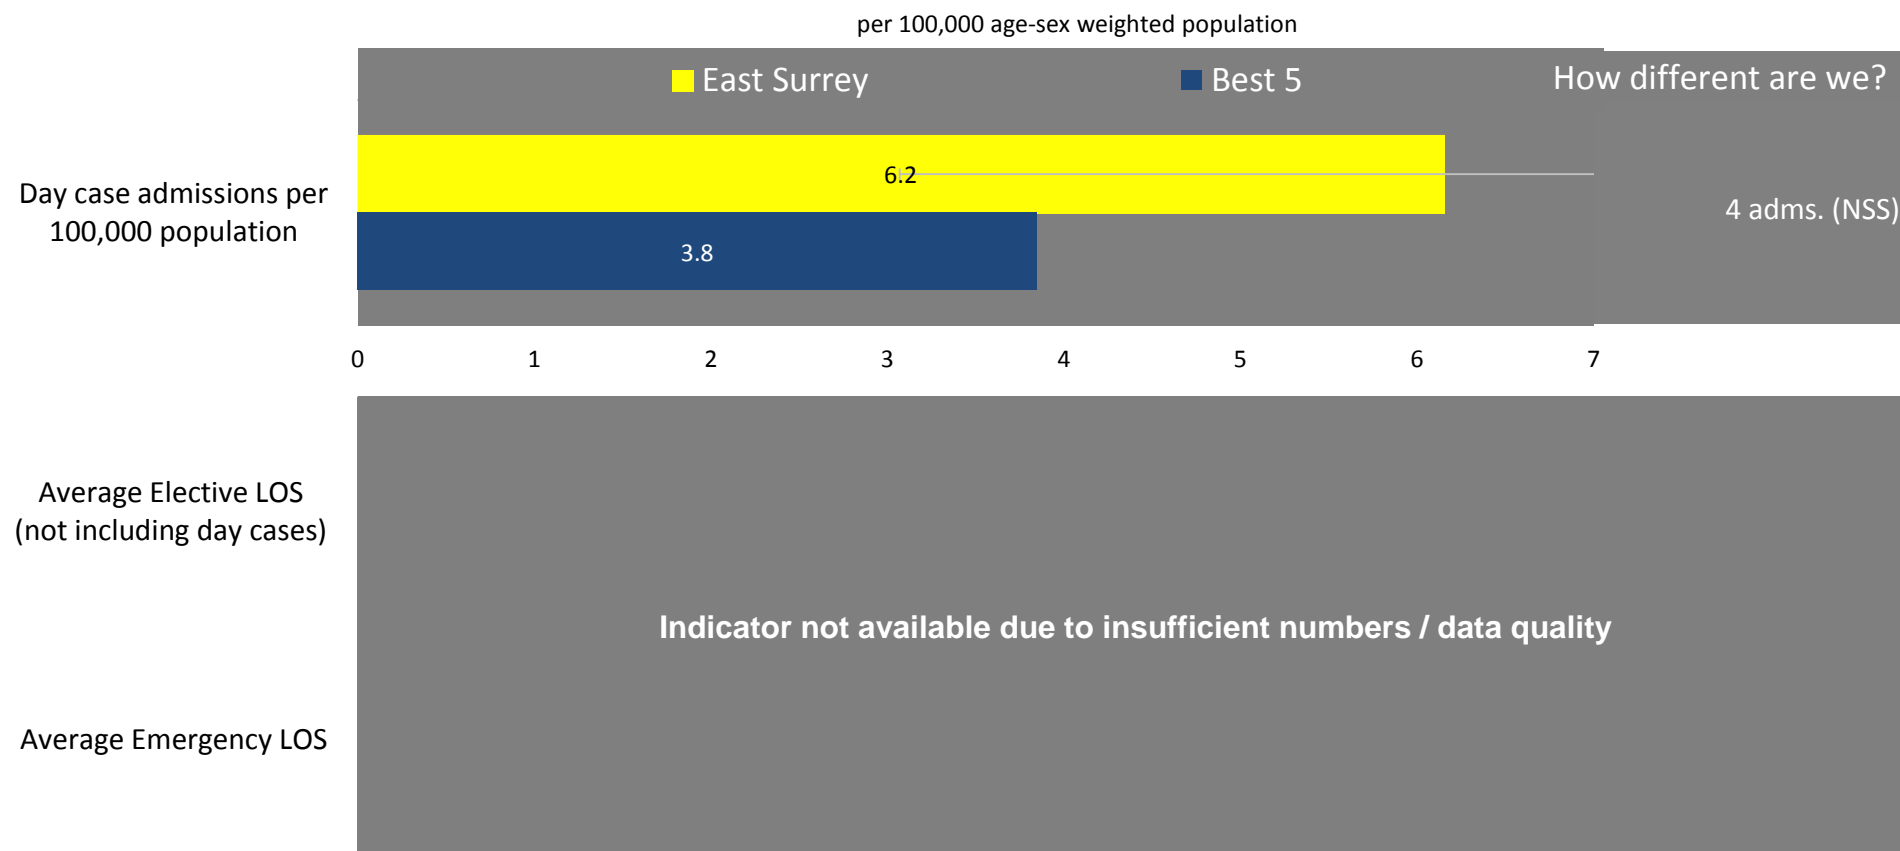 per 100,000 age-sex weighted population
East Surrey
Best 5
How different are we?
Day case admissions per
100,000 population
6.2
3.8
4 adms. (NSS)
0 1 2 3 4 5 6 7
Average Elective LOS
(not including day cases)
Indicator not available due to insufficient numbers / data quality
Average Emergency LOS